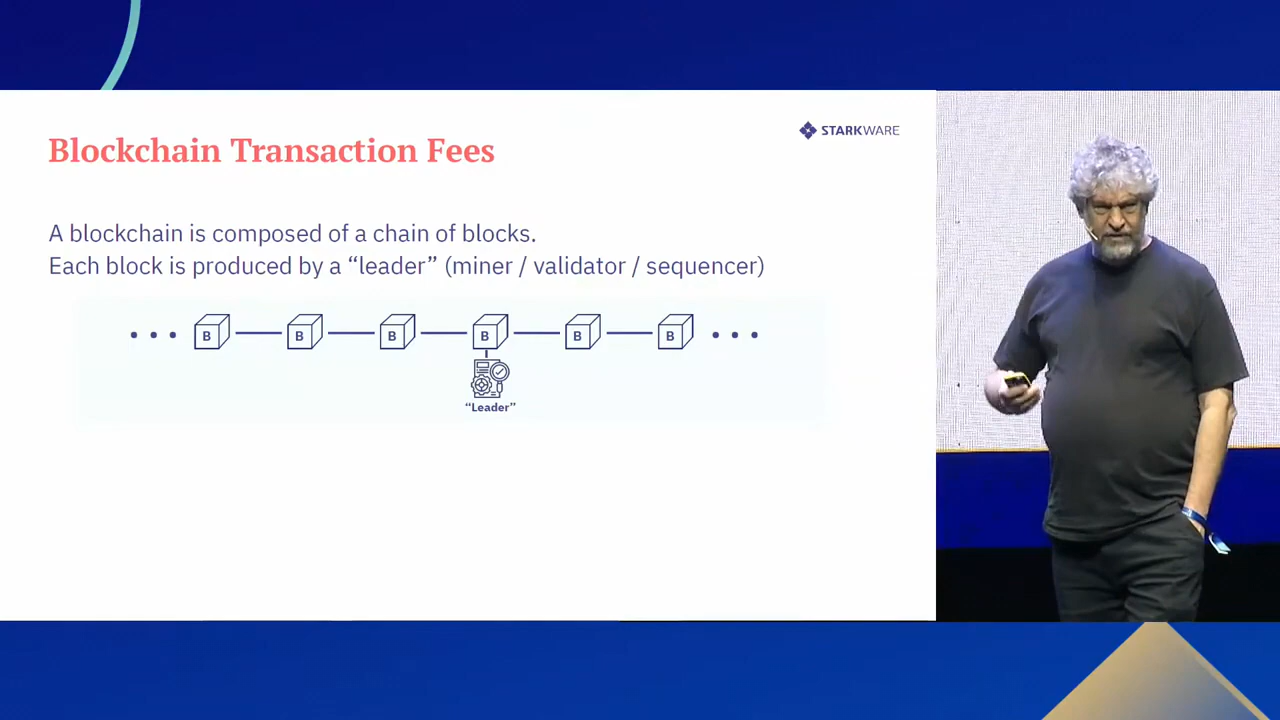 STARKWARE
Blockchain Transaction Fees
A blockchain is composed of a chain of blocks.
Each block is produced by a “leader” (miner / validator / sequencer)
B B B B B B
“Leader”